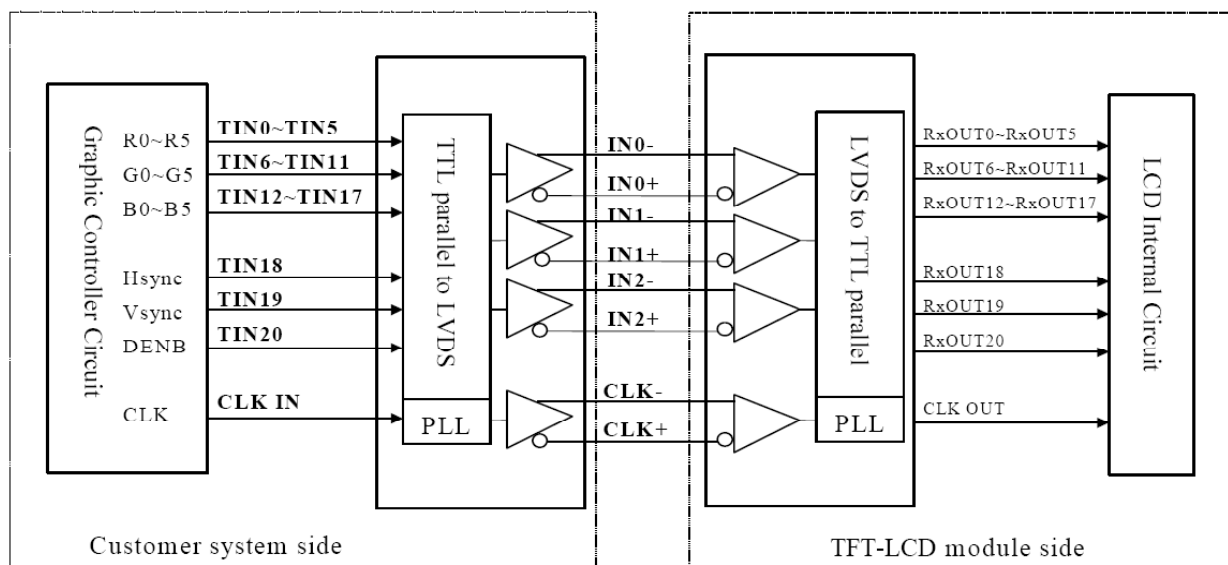 Graphic Controller Circuit
R0~R5
G0~G5
B0~B5
Hsync
Vsync
DENB
CLK
TIN0~TIN5
TIN6~TIN11
TIN12~TIN17
TIN18
TIN19
TIN20
CLK IN
TTL parallel to LVDS
PLL
IN0-
IN0+
IN1-
IN1+
IN2-
IN2+
CLK-
CLK+
LVDS to TTL parallel
PLL
RxOUT0~RxOUT5
RxOUT6~RxOUT11
RxOUT12~RxOUT17
RxOUT18
RxOUT19
RxOUT20
CLK OUT
LCD Internal Circuit
Customer system side
TFT-LCD module side